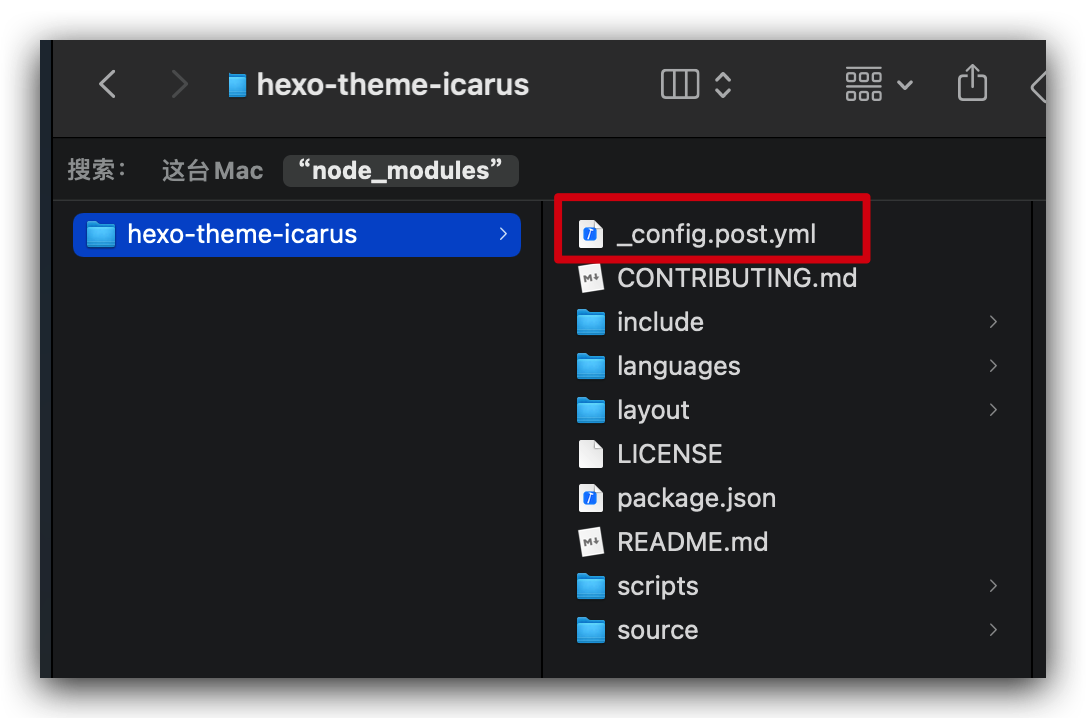 hexo-theme-icarus
搜索： 这台 Mac “node_modules”
hexo-theme-icarus
_config.post.yml
CONTRIBUTING.md
include
languages
layout
LICENSE
package.json
README.md
scripts
source